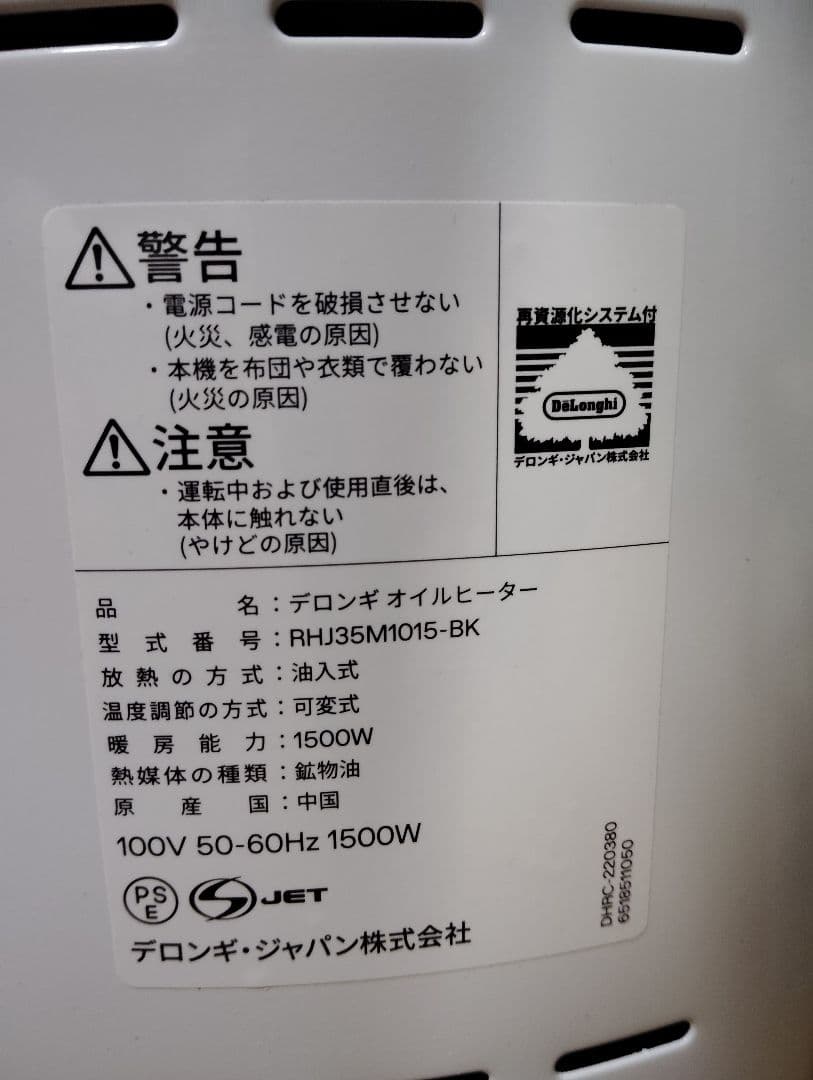 警告
・電源コードを破損させない
(火災、感電の原因)
・本機を布団や衣類で覆わない
(火災の原因)
注意
・運転中および使用直後は、
本体に触れない
(やけどの原因)
再資源化システム付
DeLonghi
デロンギ・ジャパン株式会社
品名：デロンギ オイルヒーター
型式番号：RHJ35M1015-BK
放熱の方式：油入式
温度調節の方式：可変式
暖房能力：1500W
熱媒体の種類：鉱物油
原産国：中国
100V 50-60Hz 1500W
PSE
JET
デロンギ・ジャパン株式会社
DHRC-220380
6518511050